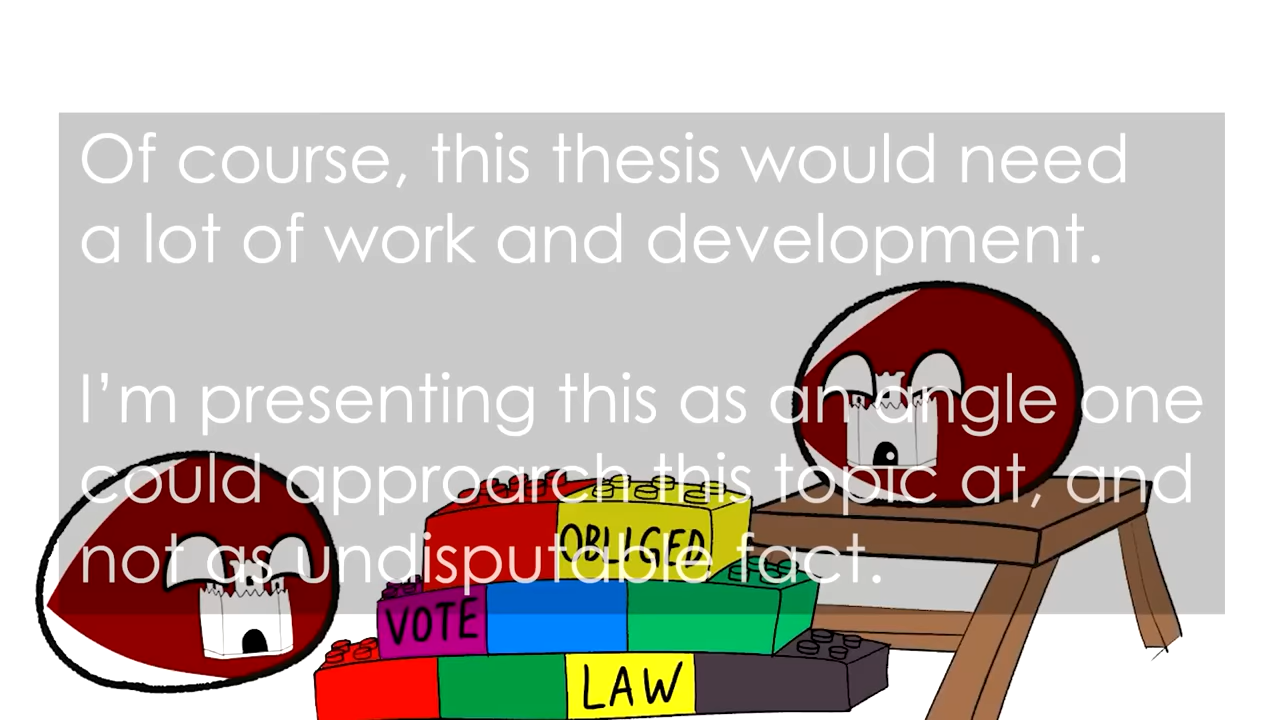 Of course, this thesis would need
a lot of work and development.
I'm presenting this as an angle one
could approarch this topic at, and
not as undisputable fact.
OBLIGED
VOTE
LAW